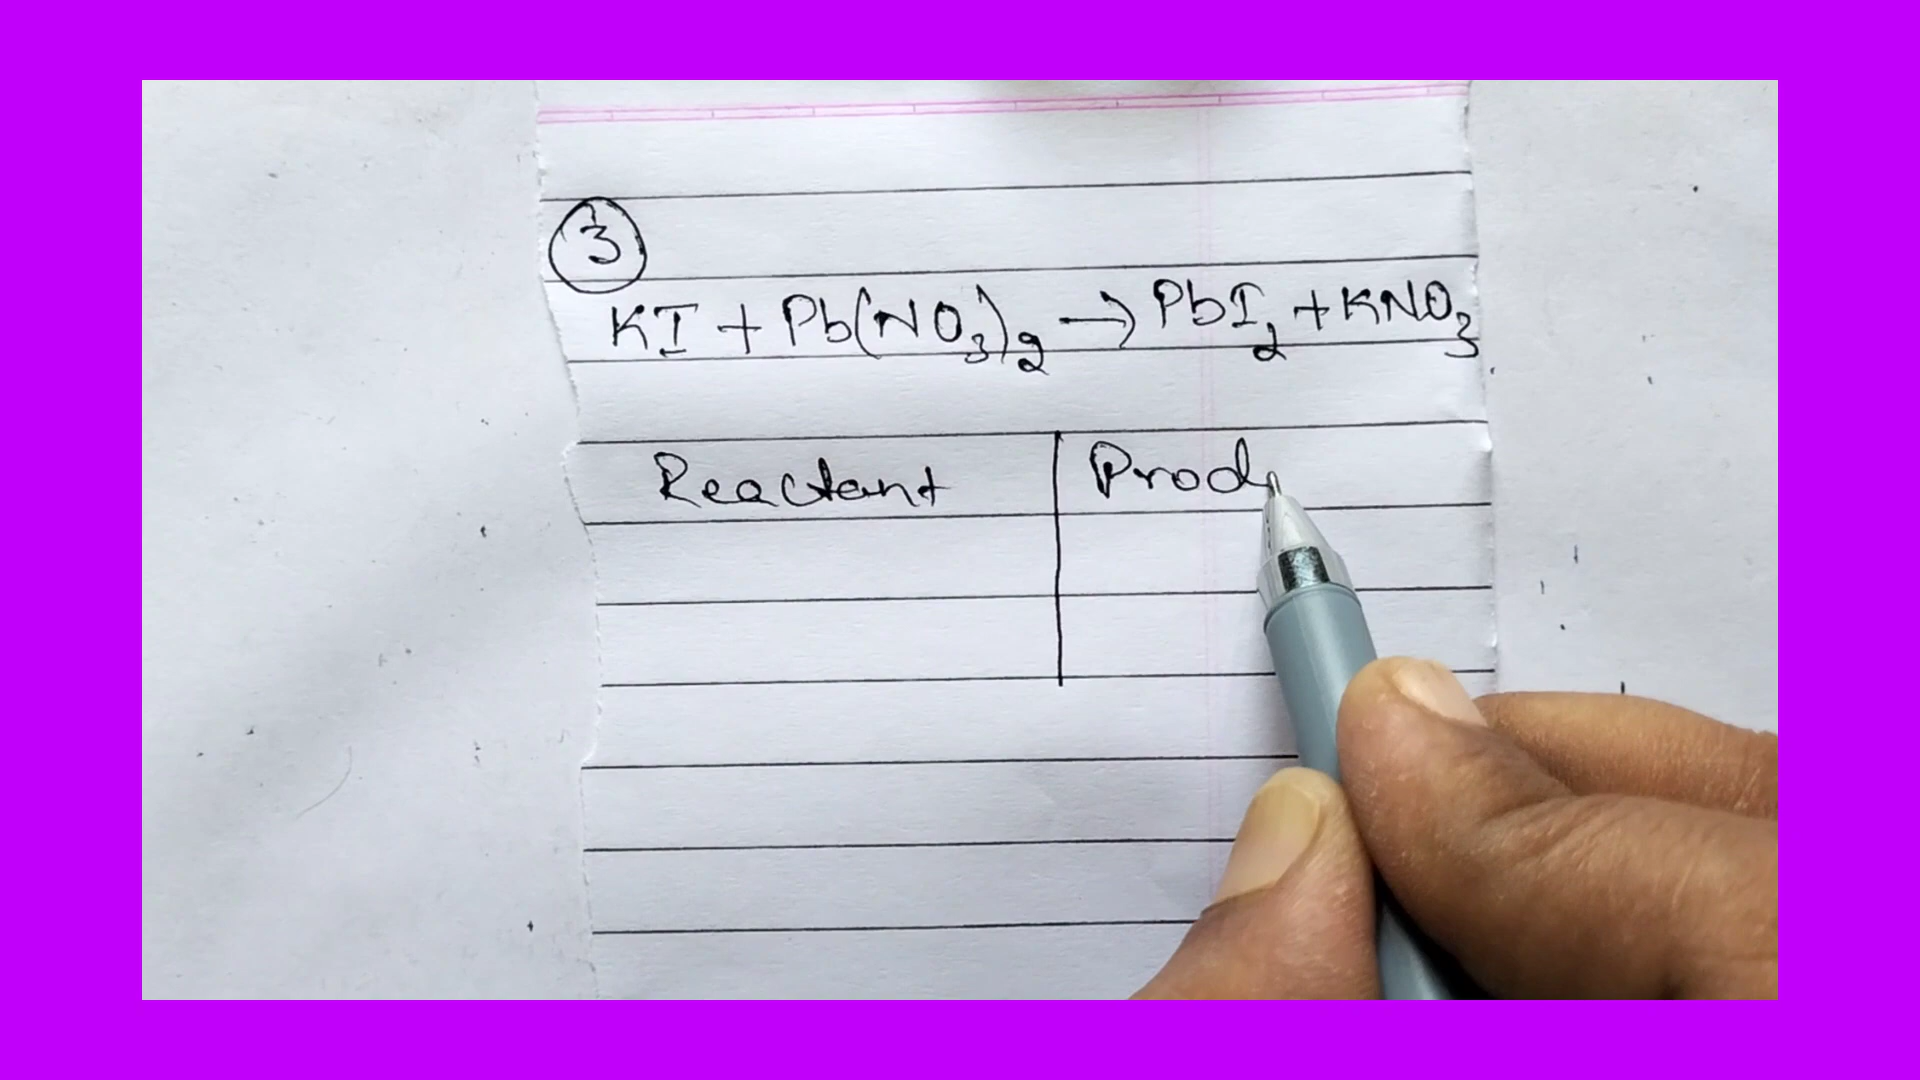 3
KI + Pb(NO₃)₂ → PbI₂ + KNO₃
Reactant Prod